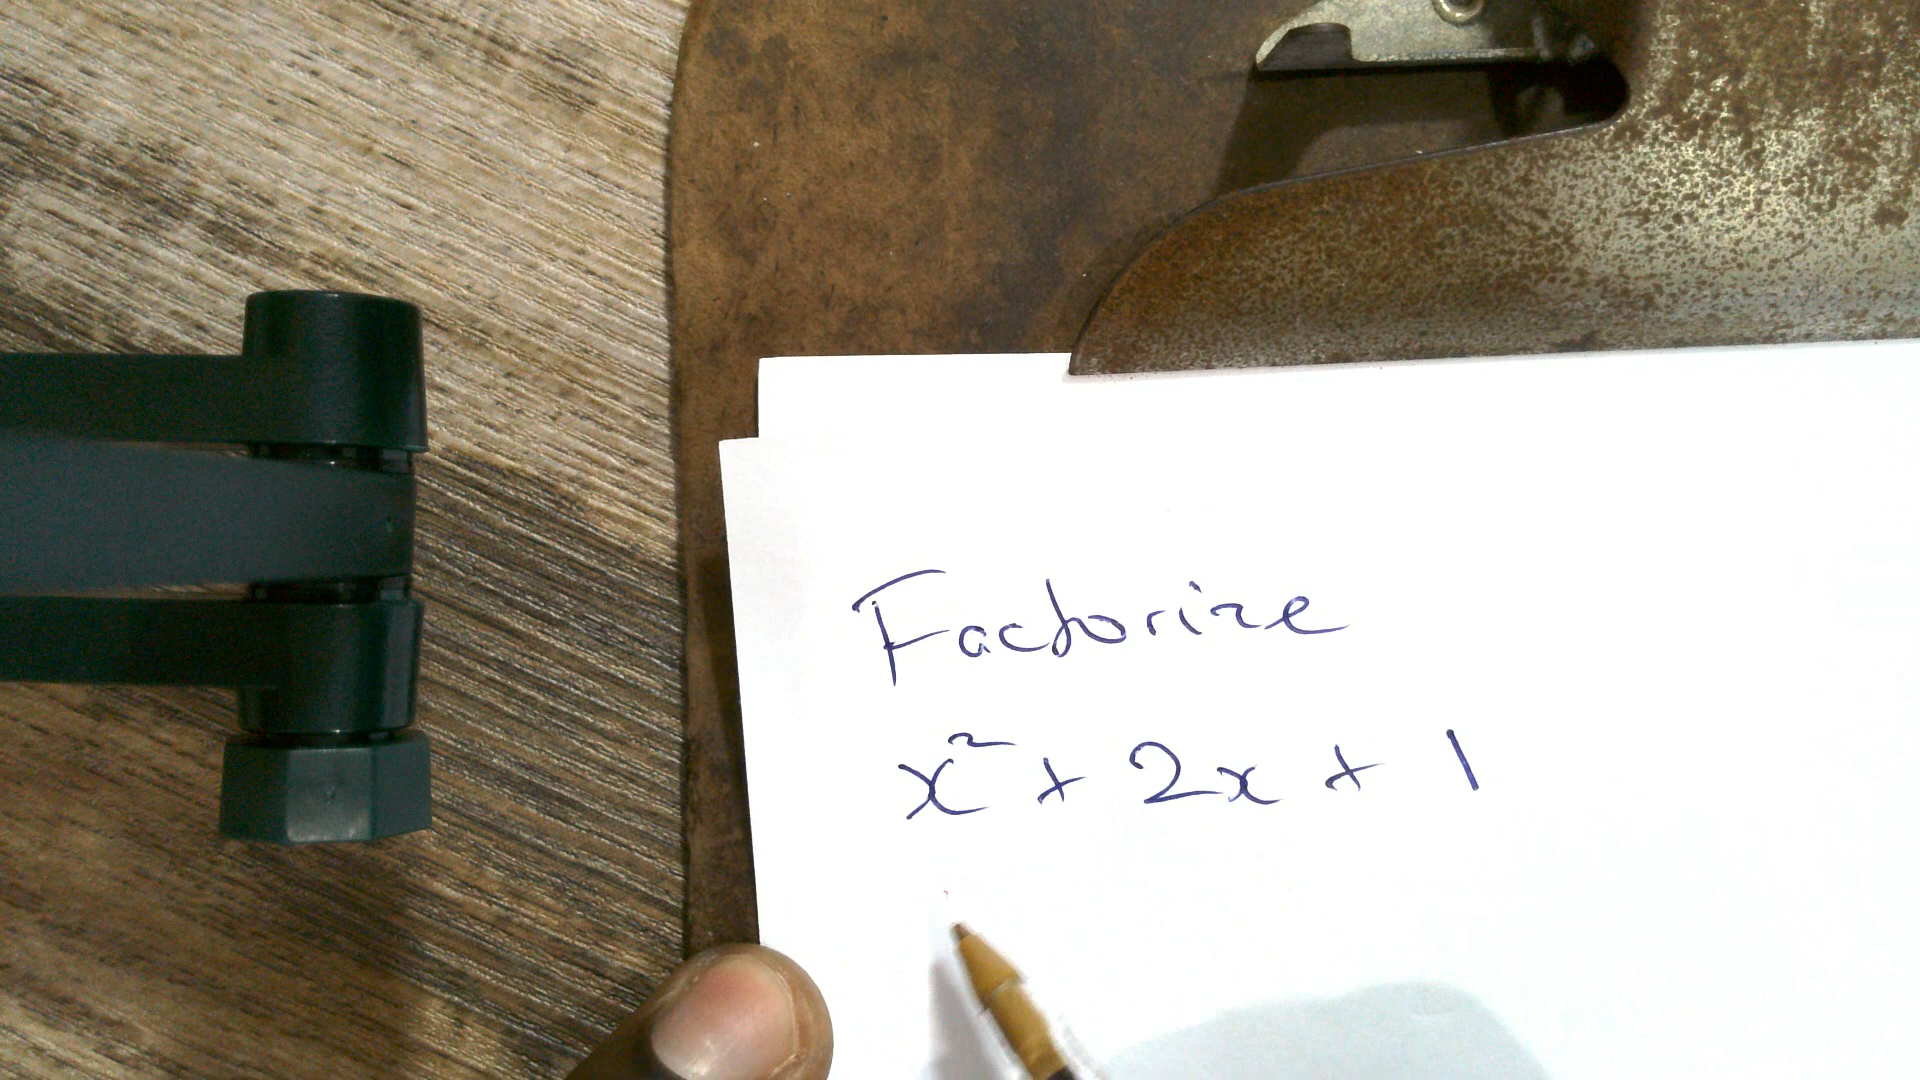 Factorize
x² + 2x + 1